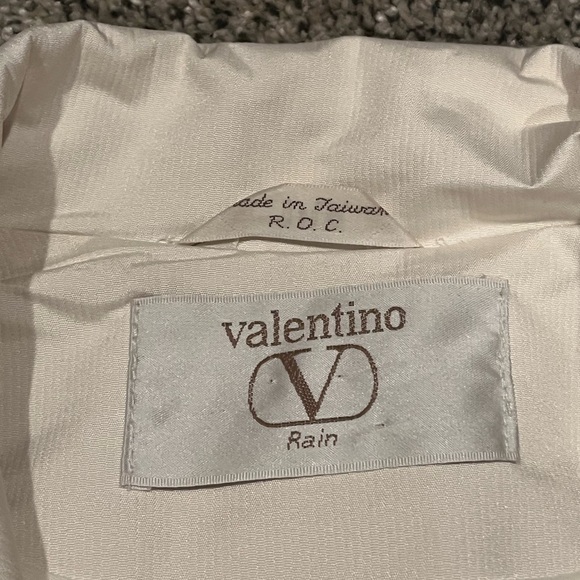 ade in Taiwan
R.O.C.
valentino
V
Rain